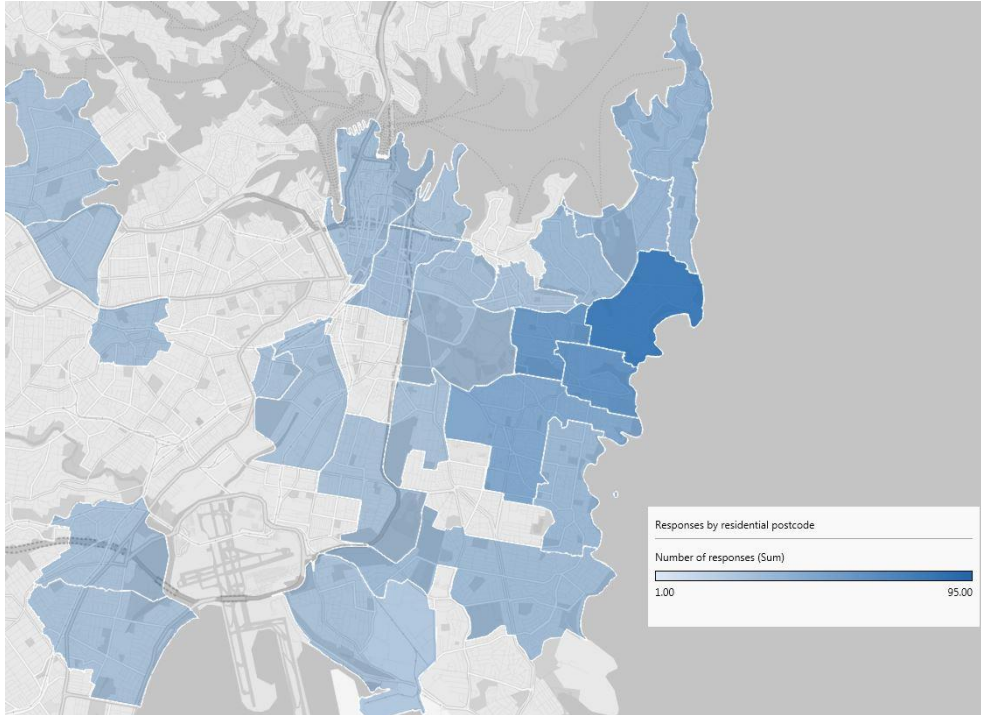 Responses by residential postcode
Number of responses (Sum)
1.00 95.00